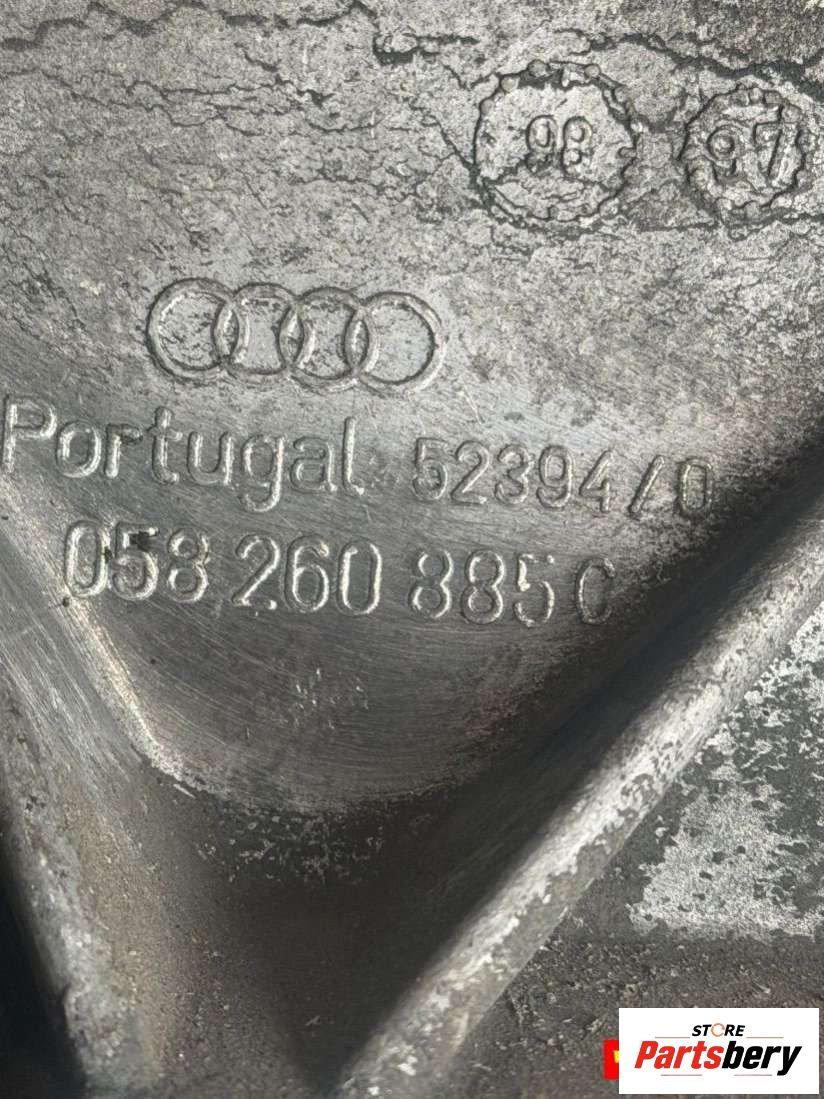 98 97
Portugal 52394/0
058 260 885 C
STORE
Partsbery